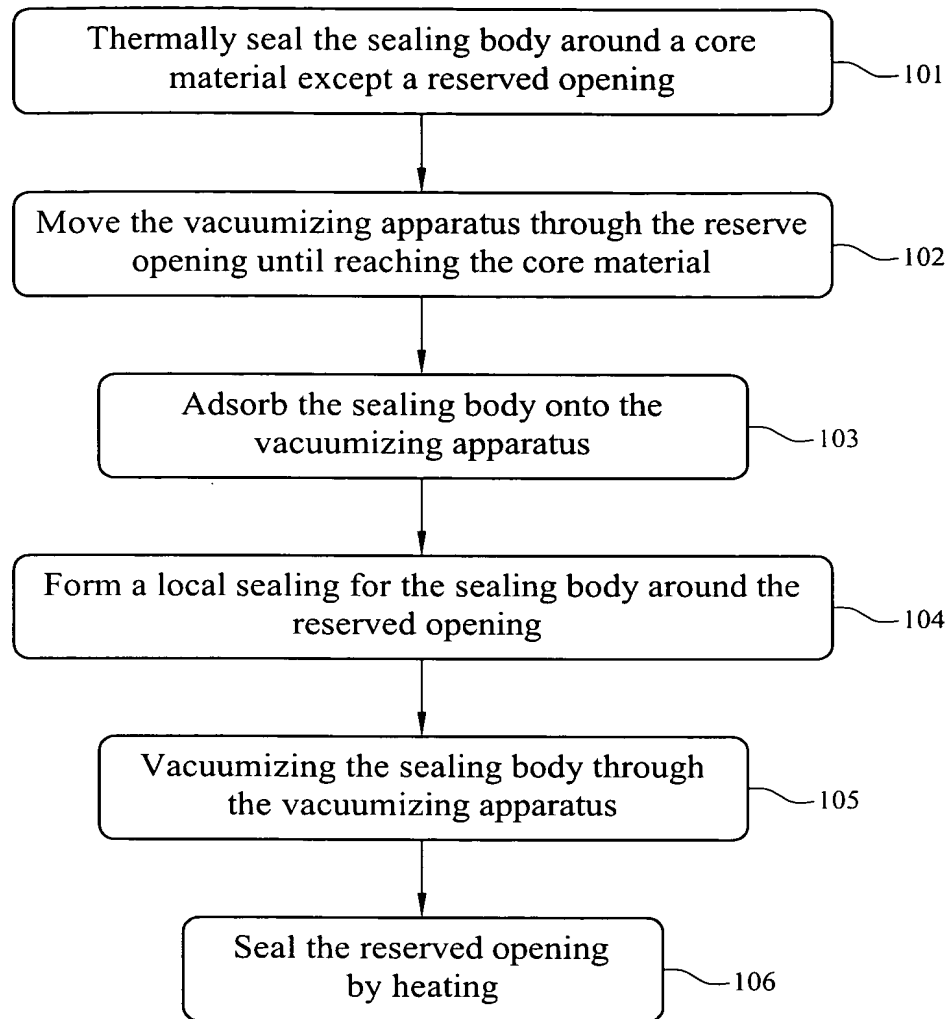 Thermally seal the sealing body around a core
material except a reserved opening
101
Move the vacuumizing apparatus through the reserve
opening until reaching the core material
102
Adsorb the sealing body onto the
vacuumizing apparatus
103
Form a local sealing for the sealing body around the
reserved opening
104
Vacuumizing the sealing body through
the vacuumizing apparatus
105
Seal the reserved opening
by heating
106